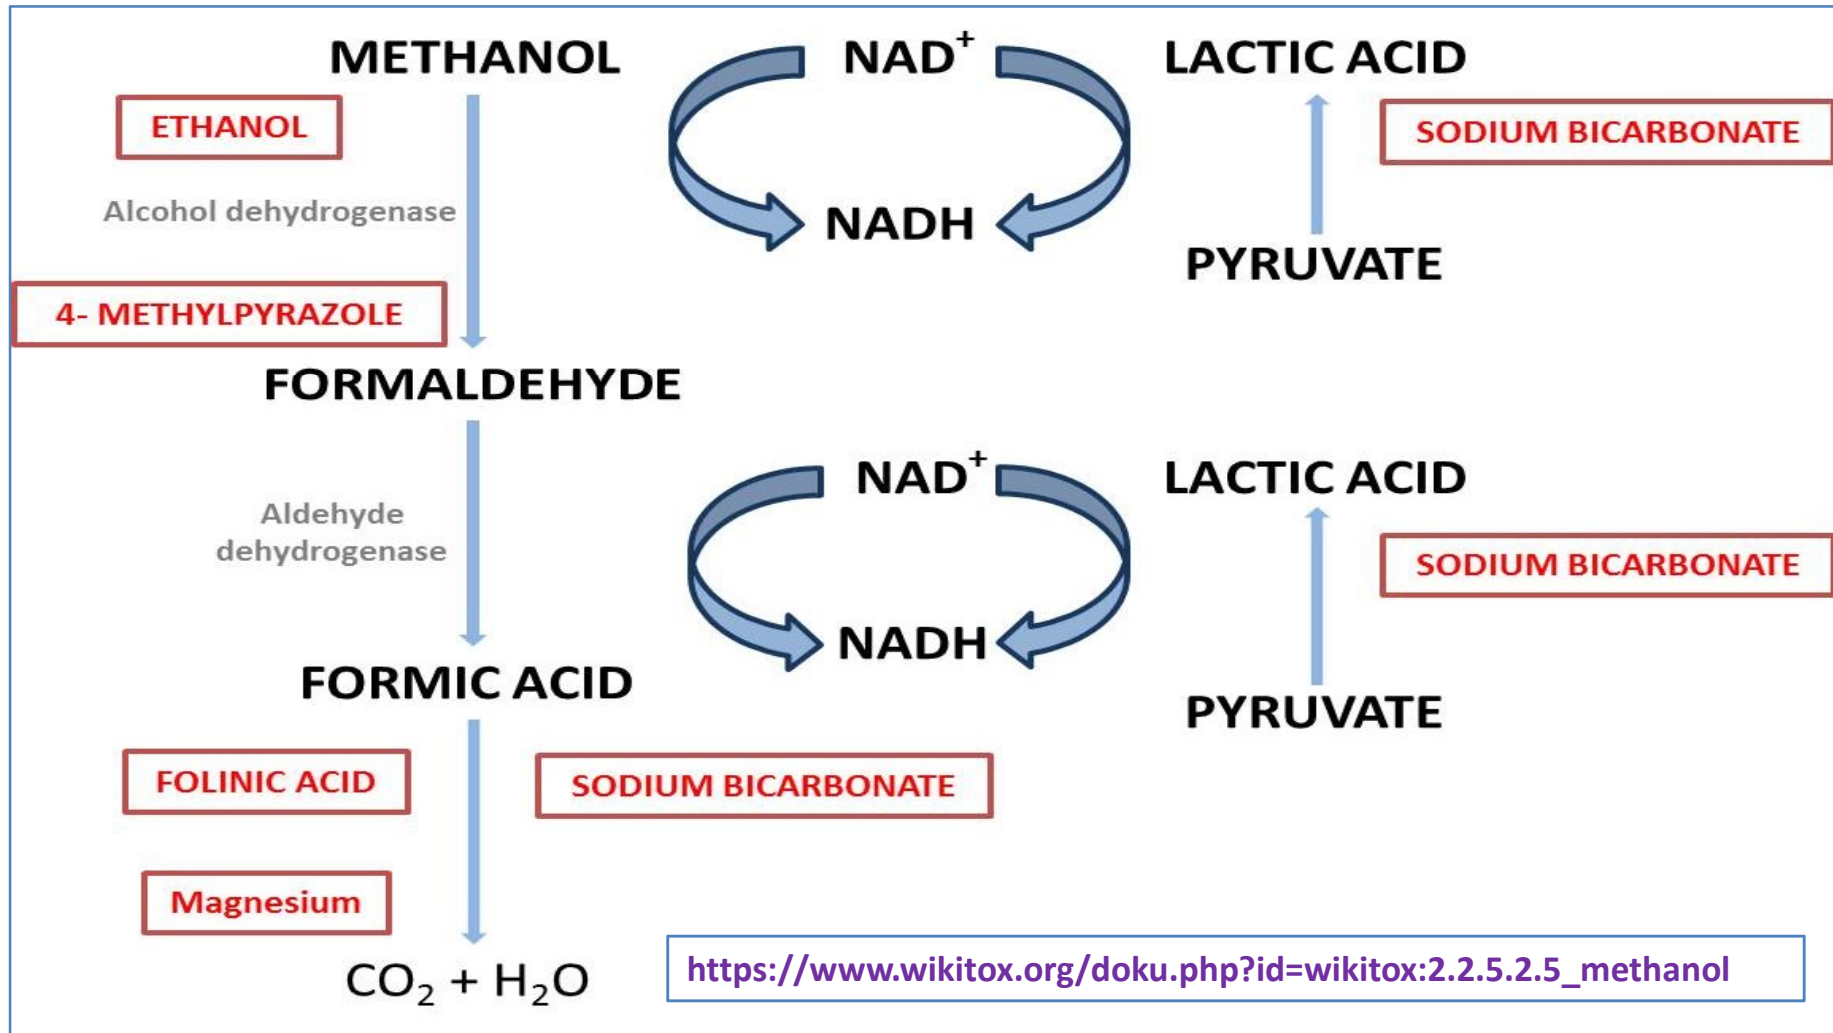 METHANOL
NAD⁺
LACTIC ACID
ETHANOL
SODIUM BICARBONATE
Alcohol dehydrogenase
NADH
PYRUVATE
4- METHYLPYRAZOLE
FORMALDEHYDE
NAD⁺
LACTIC ACID
Aldehyde
dehydrogenase
SODIUM BICARBONATE
NADH
FORMIC ACID
PYRUVATE
FOLINIC ACID
SODIUM BICARBONATE
Magnesium
CO₂ + H₂O
https://www.wikitox.org/doku.php?id=wikitox:2.2.5.2.5_methanol